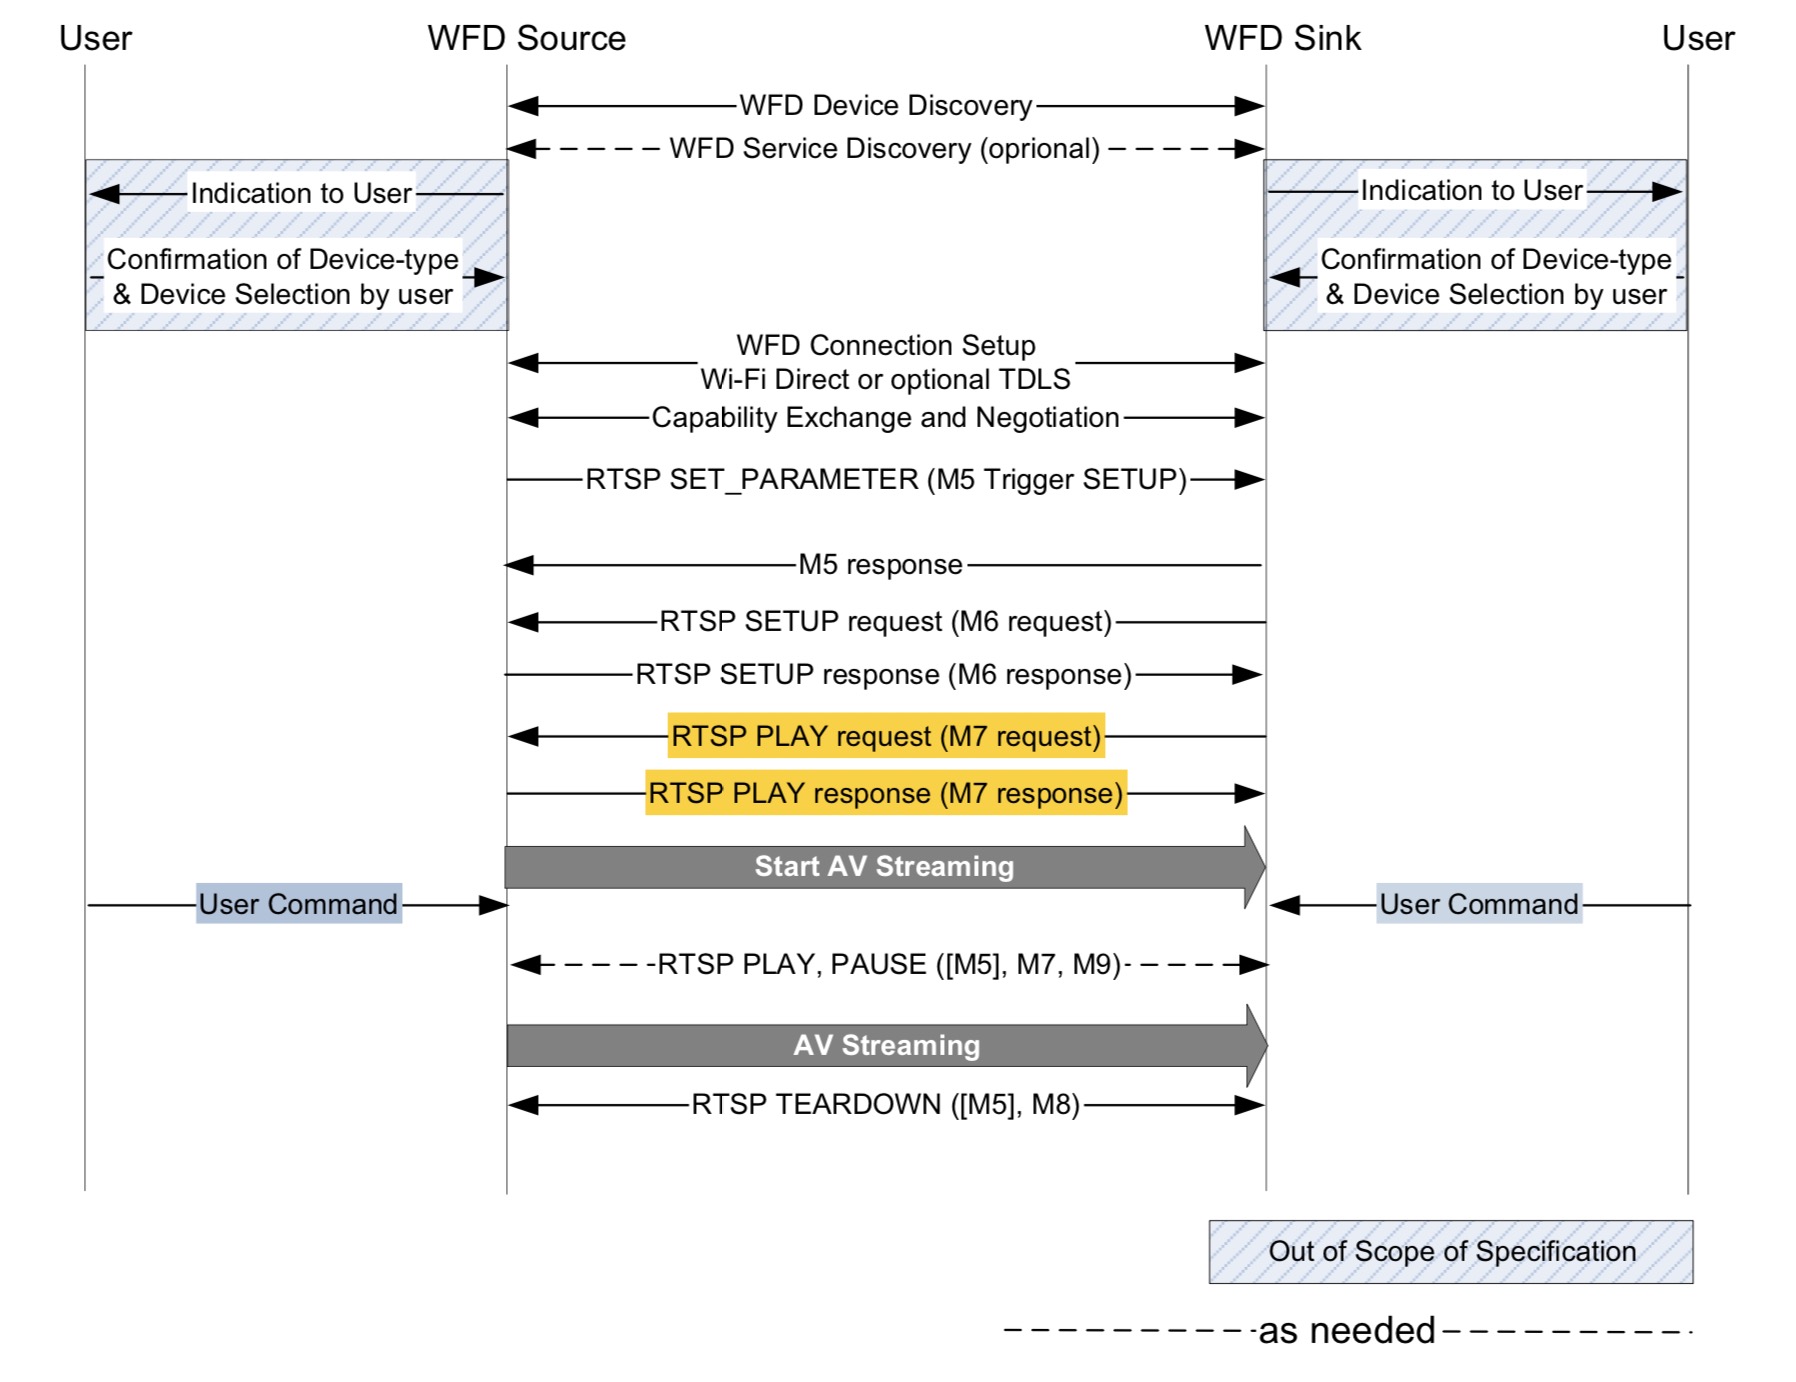 User
WFD Source
WFD Sink
User
WFD Device Discovery
WFD Service Discovery (oprional)
Indication to User
Indication to User
Confirmation of Device-type
& Device Selection by user
Confirmation of Device-type
& Device Selection by user
WFD Connection Setup
Wi-Fi Direct or optional TDLS
Capability Exchange and Negotiation
RTSP SET_PARAMETER (M5 Trigger SETUP)
M5 response
RTSP SETUP request (M6 request)
RTSP SETUP response (M6 response)
RTSP PLAY request (M7 request)
RTSP PLAY response (M7 response)
Start AV Streaming
User Command
User Command
RTSP PLAY, PAUSE ([M5], M7, M9)
AV Streaming
RTSP TEARDOWN ([M5], M8)
Out of Scope of Specification
as needed